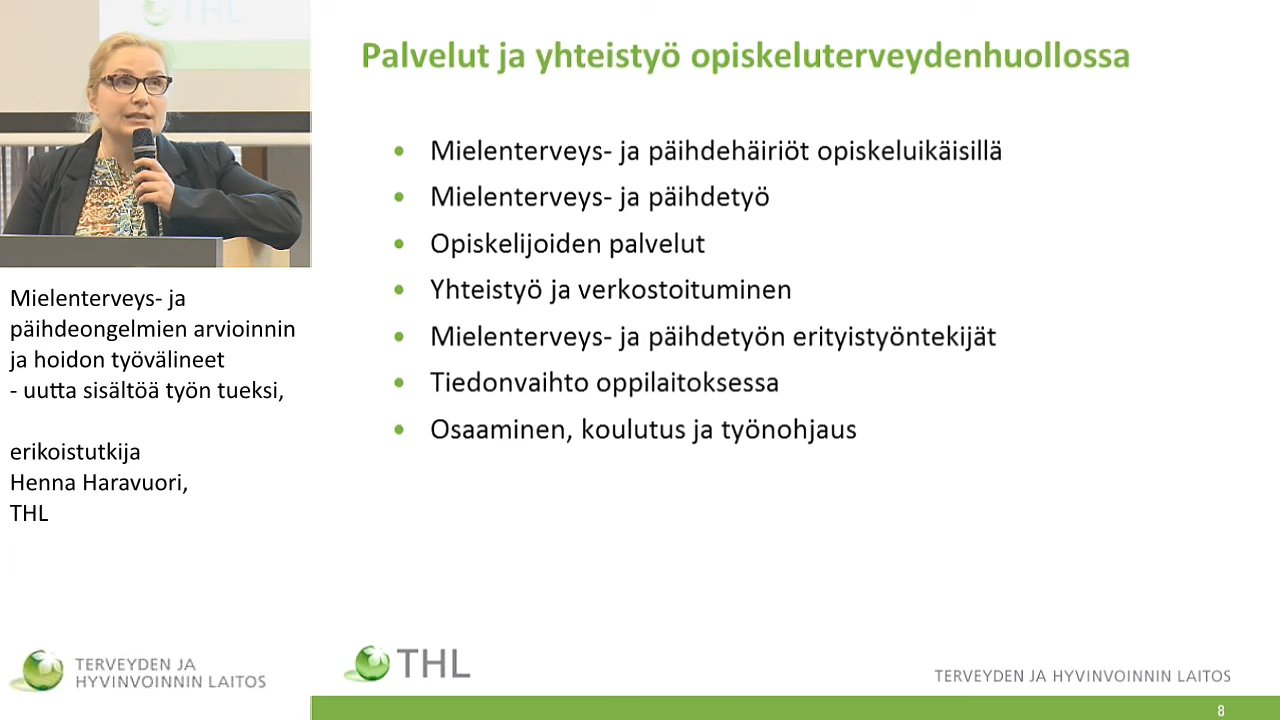 THL
Palvelut ja yhteistyö opiskeluterveydenhuollossa
• Mielenterveys- ja päihdehäiriöt opiskeluikäisillä
• Mielenterveys- ja päihdetyö
• Opiskelijoiden palvelut
• Yhteistyö ja verkostoituminen
• Mielenterveys- ja päihdetyön erityistyöntekijät
• Tiedonvaihto oppilaitoksessa
• Osaaminen, koulutus ja työnohjaus
Mielenterveys- ja
päihdeongelmien arvioinnin
ja hoidon työvälineet
- uutta sisältöä työn tueksi,
erikoistutkija
Henna Haravuori,
THL
TERVEYDEN JA
HYVINVOINNIN LAITOS
THL
TERVEYDEN JA HYVINVOINNIN LAITOS
8